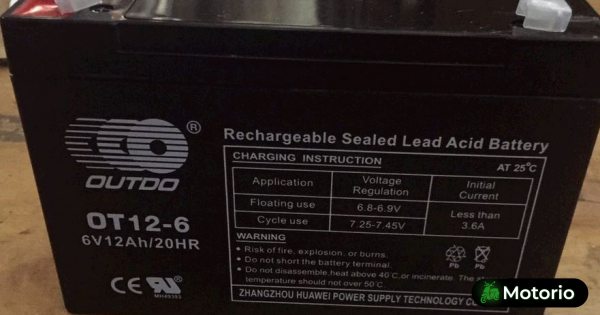 ®
OUTDO
OT12-6
6V12Ah/20HR
CE
MH49353
Rechargeable Sealed Lead Acid Battery
CHARGING INSTRUCTION AT 25°C
Application Voltage Regulation Initial Current
Floating use 6.8-6.9V Less than 3.6A
Cycle use 7.25-7.45V
WARNING
• Risk of fire, explosion, or burns.
• Do not short the battery terminal.
• Do not disassemble,heat above 40°C,or incinerate. The
temperature should not over 50°C.
Pb Pb
ZHANGZHOU HUAWEI POWER SUPPLY TECHNOLOGY
Motorio